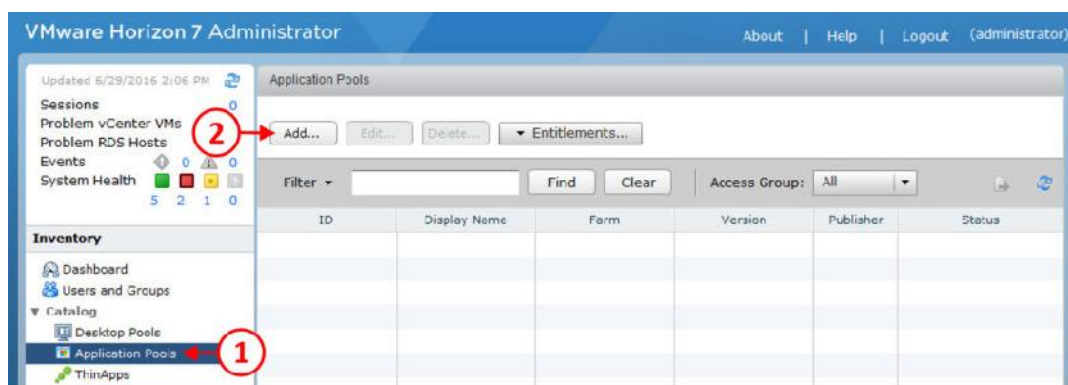 VMware Horizon 7 Administrator
About | Help | Logout (administrator)
Updated 6/29/2016 2:06 PM
Sessions 0
Problem vCenter VMs
Problem RDS Hosts
Events 0 0
System Health
5 2 1 0
Inventory
Dashboard
Users and Groups
Catalog
Desktop Pools
Application Pools
ThinApps
1
Application Pools
2
Add... Edit... Delete... Entitlements...
Filter Find Clear Access Group: All
ID Display Name Farm Version Publisher Status